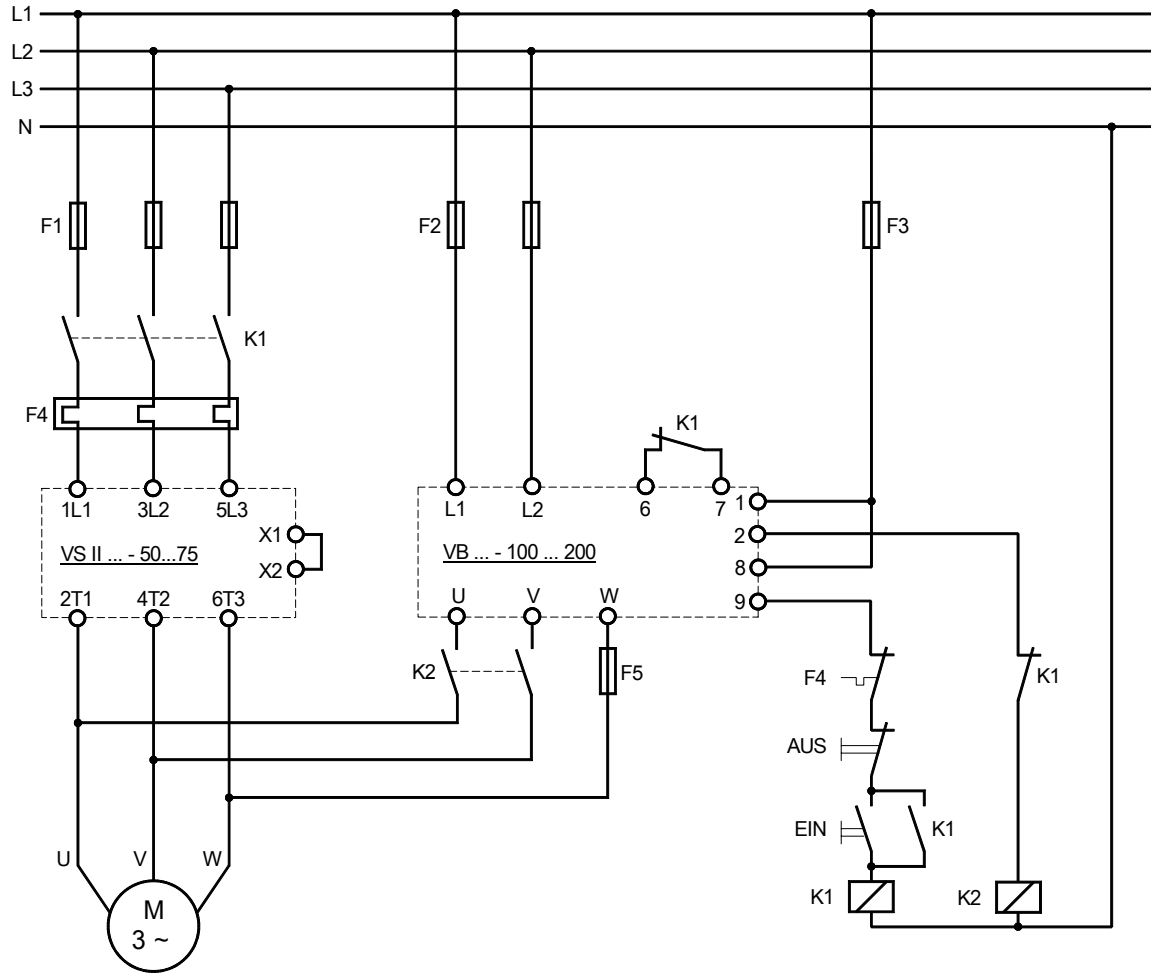 L1
L2
L3
N
F1
F2
F3
K1
F4
K1
1L1 3L2 5L3
L1 L2 6 7 1
X1
2
VS II ... - 50...75
VB ... - 100 ... 200
X2
8
2T1 4T2 6T3
U V W
9
K2
F5
F4
K1
AUS
EIN
K1
U V W
K1
K2
M
3 ~